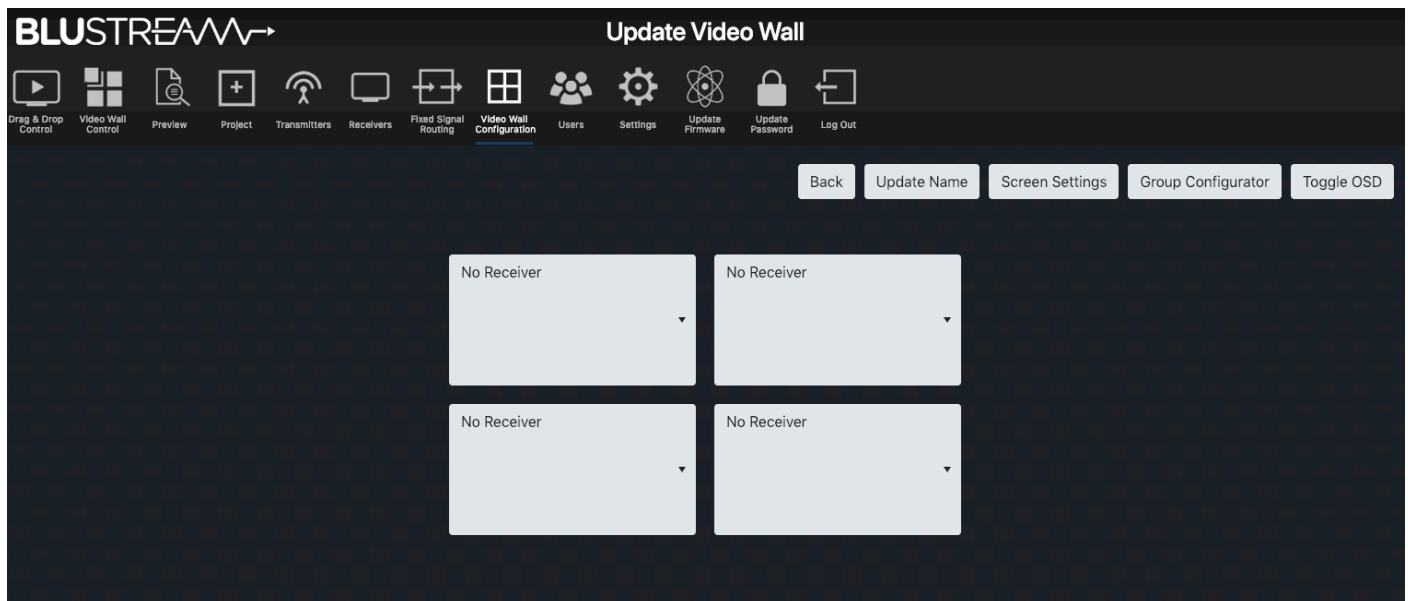 BLUSTREAM
Update Video Wall
Drag & Drop
Control
Video Wall
Control
Preview
Project
Transmitters
Receivers
Fixed Signal
Routing
Video Wall
Configuration
Users
Settings
Update
Firmware
Update
Password
Log Out
Back
Update Name
Screen Settings
Group Configurator
Toggle OSD
No Receiver
No Receiver
No Receiver
No Receiver